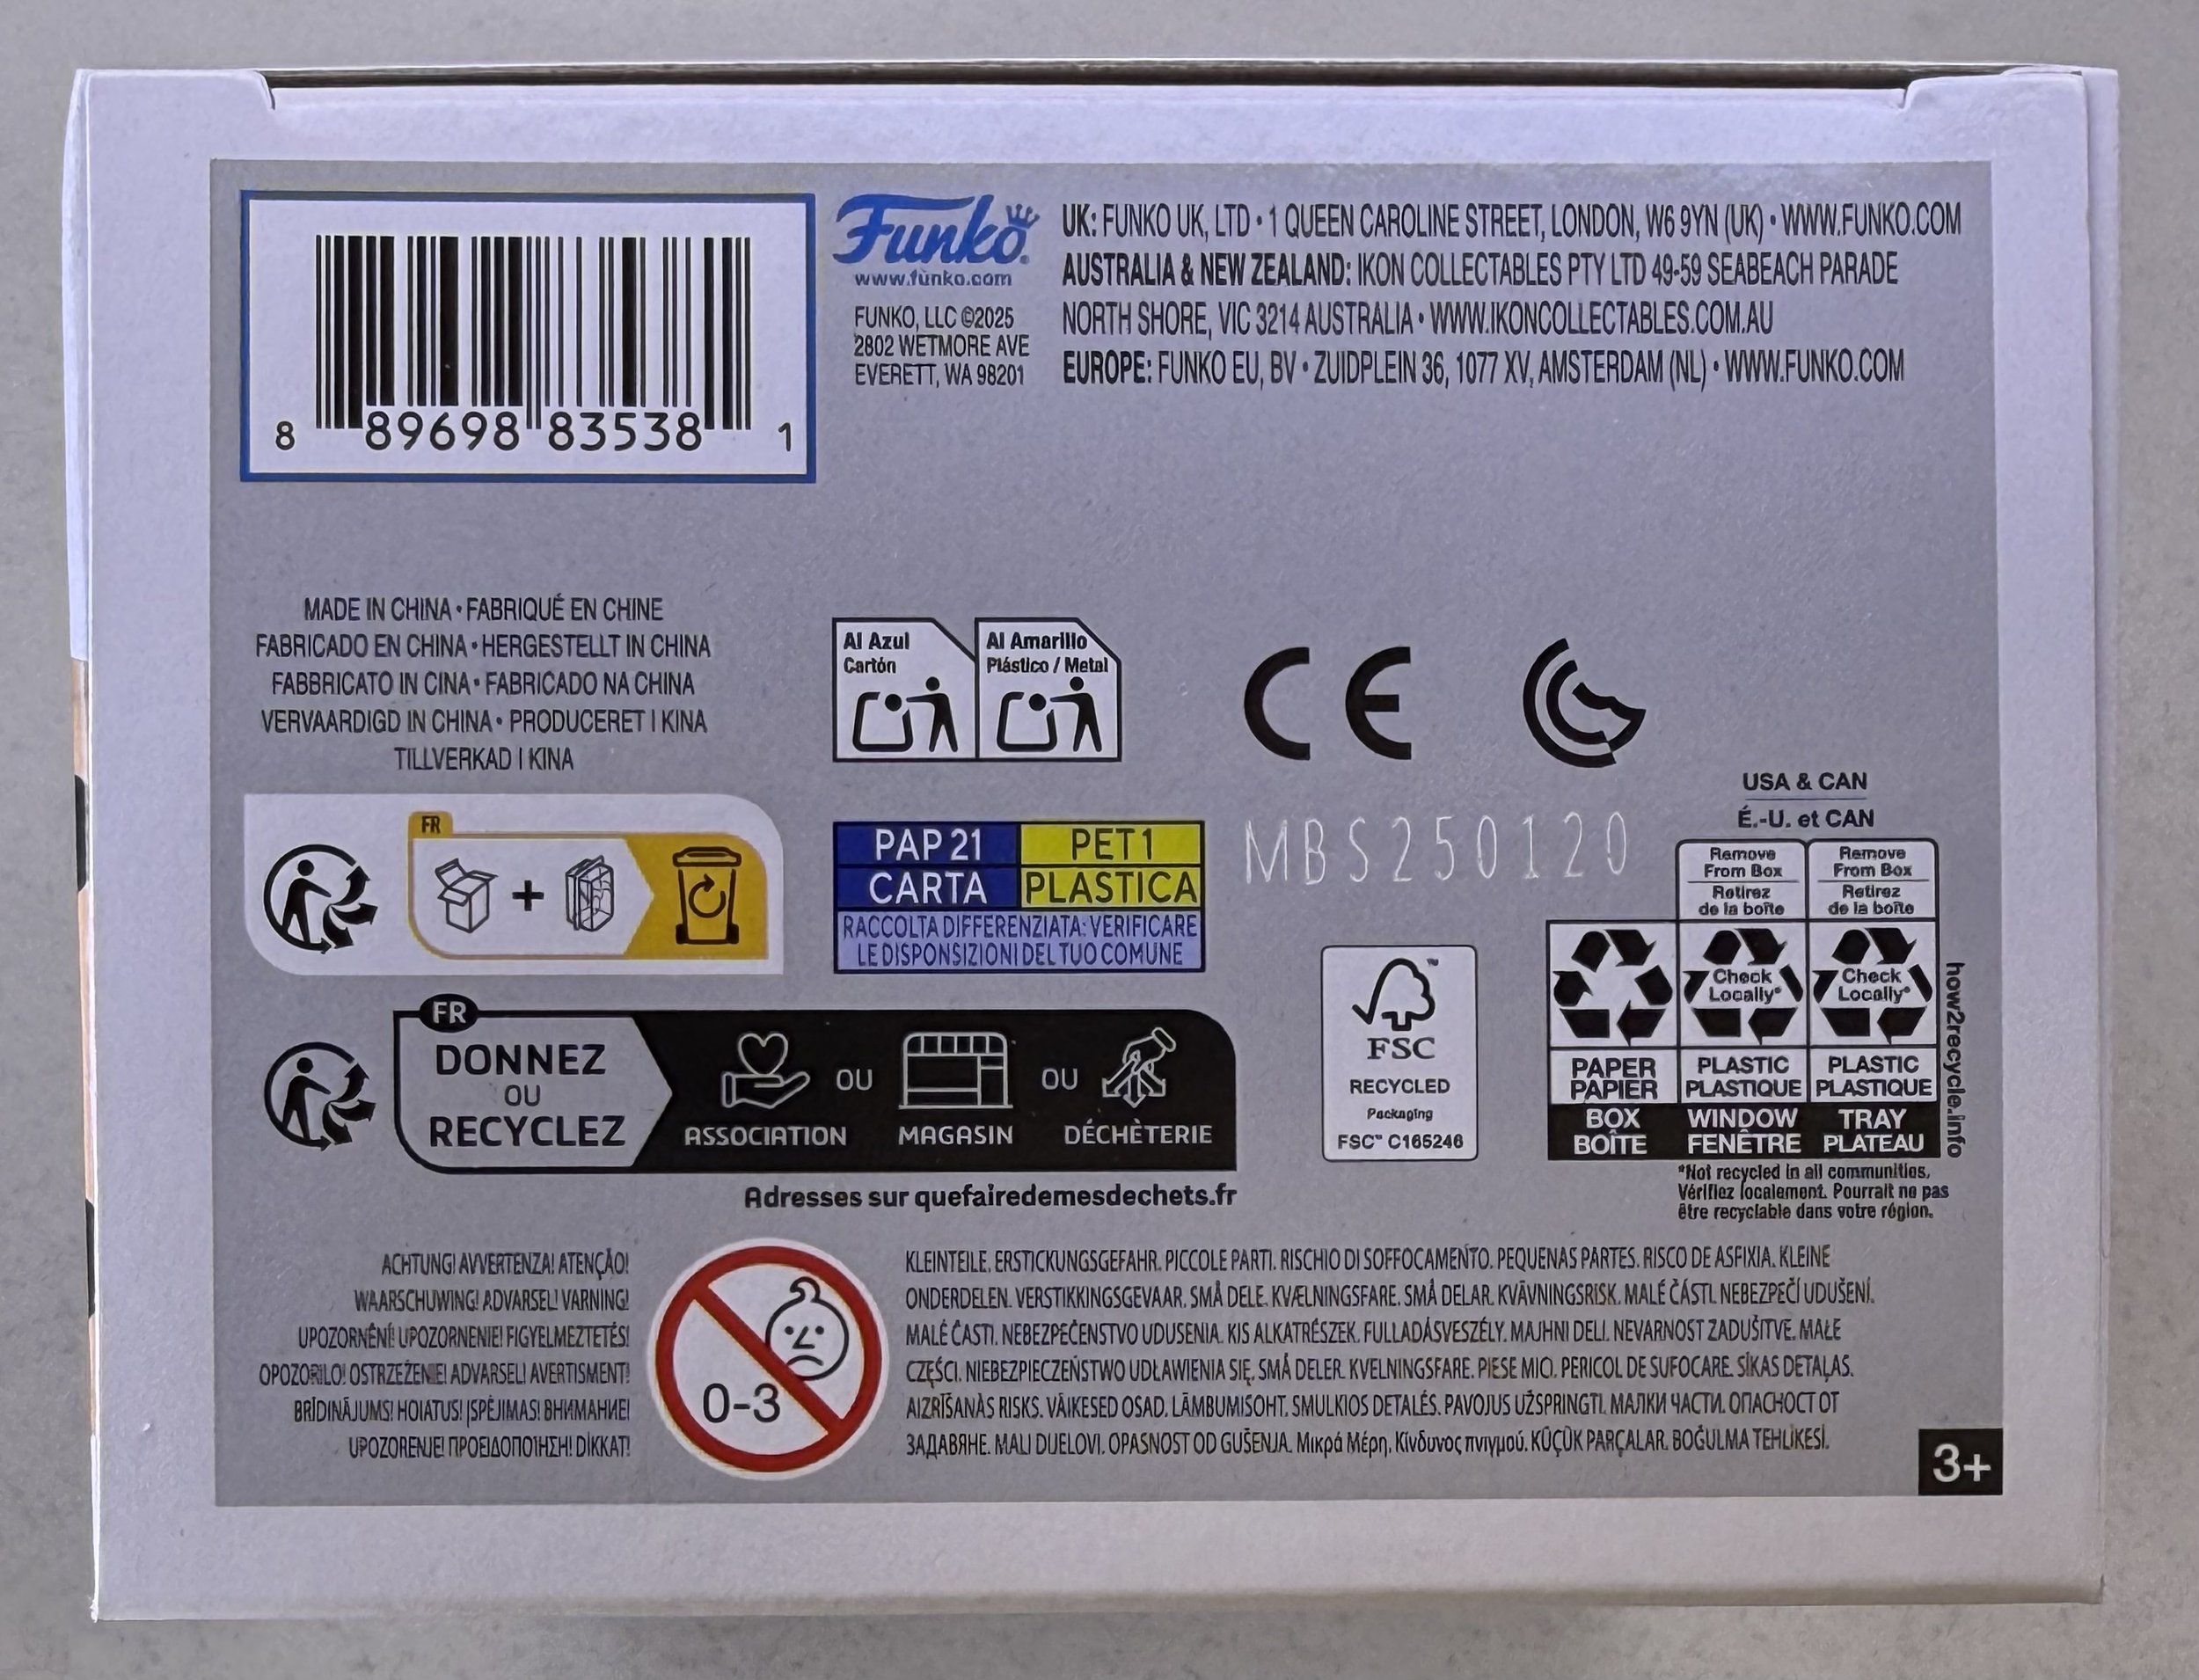 8 89698 83538 1
Funko
www.funko.com
FUNKO, LLC ©2025
2802 WETMORE AVE
EVERETT, WA 98201
UK: FUNKO UK, LTD • 1 QUEEN CAROLINE STREET, LONDON, W6 9YN (UK) • WWW.FUNKO.COM
AUSTRALIA & NEW ZEALAND: IKON COLLECTABLES PTY LTD 49-59 SEABEACH PARADE
NORTH SHORE, VIC 3214 AUSTRALIA • WWW.IKONCOLLECTABLES.COM.AU
EUROPE: FUNKO EU, BV • ZUIDPLEIN 36, 1077 XV, AMSTERDAM (NL) • WWW.FUNKO.COM
MADE IN CHINA • FABRIQUÉ EN CHINE
FABRICADO EN CHINA • HERGESTELLT IN CHINA
FABBRICATO IN CINA • FABRICADO NA CHINA
VERVAARDIGD IN CHINA • PRODUCERET I KINA
TILLVERKAD I KINA
Al Azul
Cartón
Al Amarillo
Plástico / Metal
CE
FR
PAP 21
CARTA
PET 1
PLASTICA
RACCOLTA DIFFERENZIATA: VERIFICARE
LE DISPONSIZIONI DEL TUO COMUNE
MBS250120
USA & CAN
É.-U. et CAN
Remove
From Box
Retirez
de la boîte
Remove
From Box
Retirez
de la boîte
Check
Locally*
Check
Locally*
PAPER
PAPIER
PLASTIC
PLASTIQUE
PLASTIC
PLASTIQUE
BOX
BOÎTE
WINDOW
FENÊTRE
TRAY
PLATEAU
how2recycle.info
*Not recycled in all communities.
Vérifiez localement. Pourrait ne pas
être recyclable dans votre région.
FSC™
RECYCLED
Packaging
FSC™ C165246
FR
DONNEZ
OU
RECYCLEZ
ASSOCIATION OU MAGASIN OU DÉCHÈTERIE
Adresses sur quefairedemesdechets.fr
ACHTUNG! AVVERTENZA! ATENÇÃO!
WAARSCHUWING! ADVARSEL! VARNING!
UPOZORNĚNÍ! UPOZORNENIE! FIGYELMEZTETÉS!
OPOZORILO! OSTRZEŻENIE! ADVARSEL! AVERTISMENT!
BRĪDINĀJUMS! HOIATUS! ĮSPĖJIMAS! ВНИМАНИЕ!
UPOZORENJE! ΠΡΟΕΙΔΟΠΟΙΗΣΗ! DİKKAT!
0-3
KLEINTEILE. ERSTICKUNGSGEFAHR. PICCOLE PARTI. RISCHIO DI SOFFOCAMENTO. PEQUENAS PARTES. RISCO DE ASFIXIA. KLEINE
ONDERDELEN. VERSTIKKINGSGEVAAR. SMÅ DELE. KVÆLNINGSFARE. SMÅ DELAR. KVÄVNINGSRISK. MALÉ ČÁSTI. NEBEZPEČÍ UDUŠENÍ.
MALÉ ČASTI. NEBEZPEČENSTVO UDUSENIA. KIS ALKATRÉSZEK. FULLADÁSVESZÉLY. MAJHNI DELI. NEVARNOST ZADUŠITVE. MAŁE
CZĘŚCI. NIEBEZPIECZEŃSTWO UDŁAWIENIA SIĘ. SMÅ DELER. KVELNINGSFARE. PIESE MICI. PERICOL DE SUFOCARE. SĪKAS DETAĻAS.
AIZRĪŠANĀS RISKS. VÄIKESED OSAD. LÄMBUMISOHT. SMULKIOS DETALĖS. PAVOJUS UŽSPRINGTI. МАЛКИ ЧАСТИ. ОПАСНОСТ ОТ
ЗАДАВЯНЕ. MALI DIJELOVI. OPASNOST OD GUŠENJA. Μικρά Μέρη. Κίνδυνος πνιγμού. KÜÇÜK PARÇALAR. BOĞULMA TEHLİKESİ.
3+